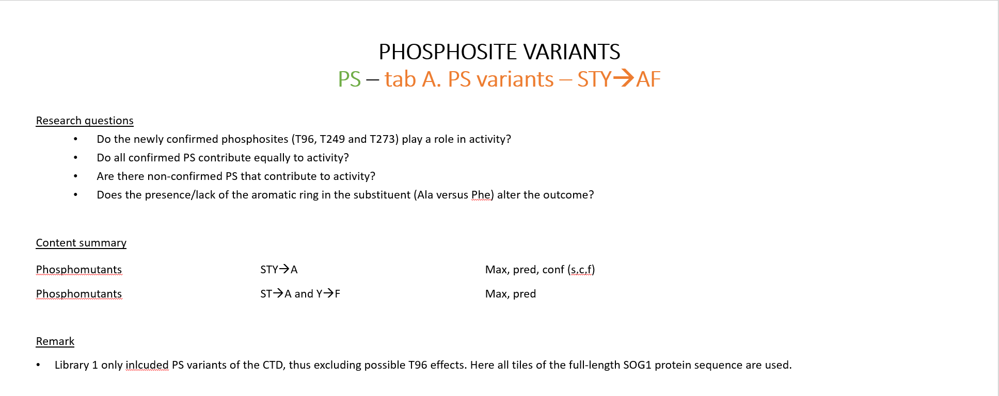 PHOSPHOSITE VARIANTS
PS – tab A. PS variants – STY→AF
Research questions
• Do the newly confirmed phosphosites (T96, T249 and T273) play a role in activity?
• Do all confirmed PS contribute equally to activity?
• Are there non-confirmed PS that contribute to activity?
• Does the presence/lack of the aromatic ring in the substituent (Ala versus Phe) alter the outcome?
Content summary
Phosphomutants STY→A Max, pred, conf (s,c,f)
Phosphomutants ST→A and Y→F Max, pred
Remark
• Library 1 only inlcuded PS variants of the CTD, thus excluding possible T96 effects. Here all tiles of the full-length SOG1 protein sequence are used.